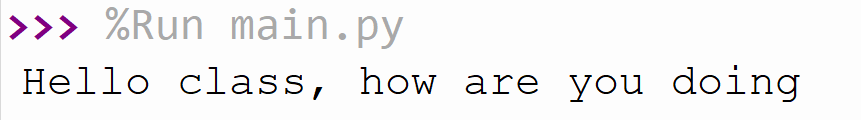 >>> %Run main.py
Hello class, how are you doing